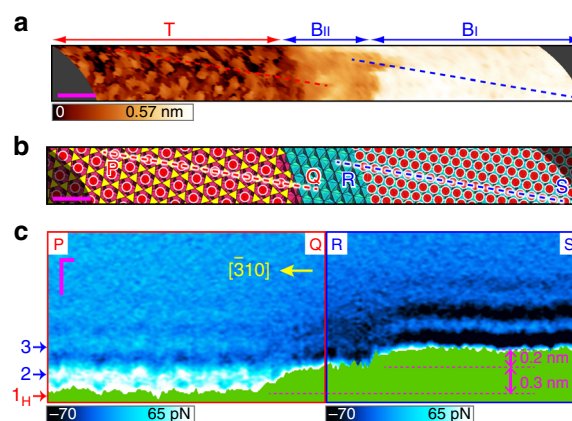 a
T
BII
BI
0
0.57 nm
b
P
Q
R
S
c
P
Q
R
S
[3̄10]
3
2
1H
0.2 nm
0.3 nm
–70
65 pN
–70
65 pN